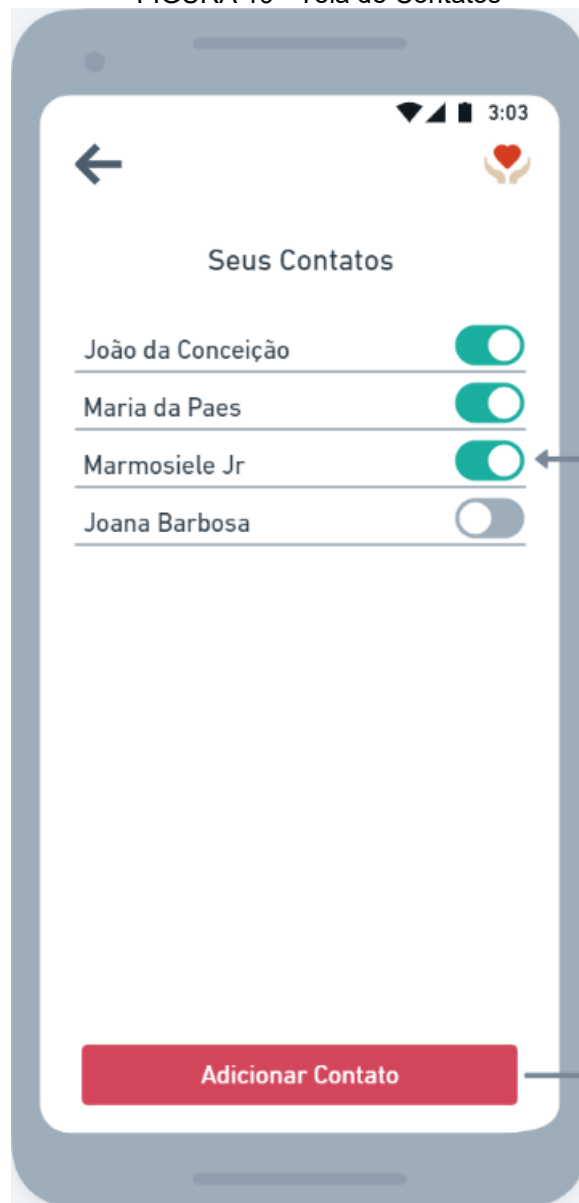 3:03
Seus Contatos
João da Conceição
Maria da Paes
Marmosiele Jr
Joana Barbosa
Adicionar Contato